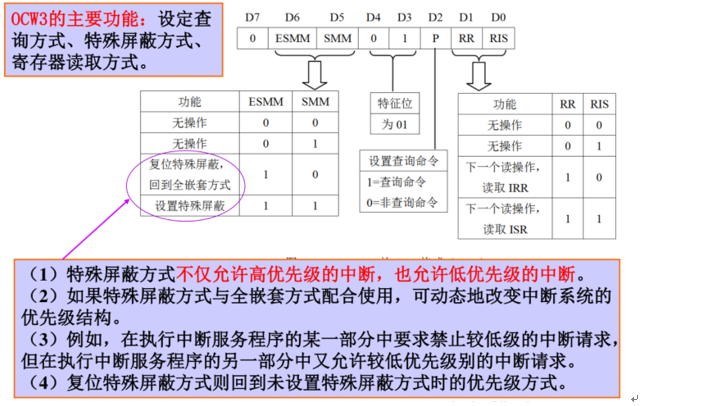 OCW3的主要功能：设定查
询方式、特殊屏蔽方式、
寄存器读取方式。
D7 D6 D5 D4 D3 D2 D1 D0
0 ESMM SMM 0 1 P RR RIS
功能 ESMM SMM
无操作 0 0
无操作 0 1
复位特殊屏蔽，
回到全嵌套方式 1 0
设置特殊屏蔽 1 1
特征位
为 01
设置查询命令
1=查询命令
0=非查询命令
功能 RR RIS
无操作 0 0
无操作 0 1
下一个读操作，
读取 IRR 1 0
下一个读操作，
读取 ISR 1 1
（1）特殊屏蔽方式不仅允许高优先级的中断，也允许低优先级的中断。
（2）如果特殊屏蔽方式与全嵌套方式配合使用，可动态地改变中断系统的
优先级结构。
（3）例如，在执行中断服务程序的某一部分中要求禁止较低级的中断请求，
但在执行中断服务程序的另一部分中又允许较低优先级别的中断请求。
（4）复位特殊屏蔽方式则回到未设置特殊屏蔽方式时的优先级方式。